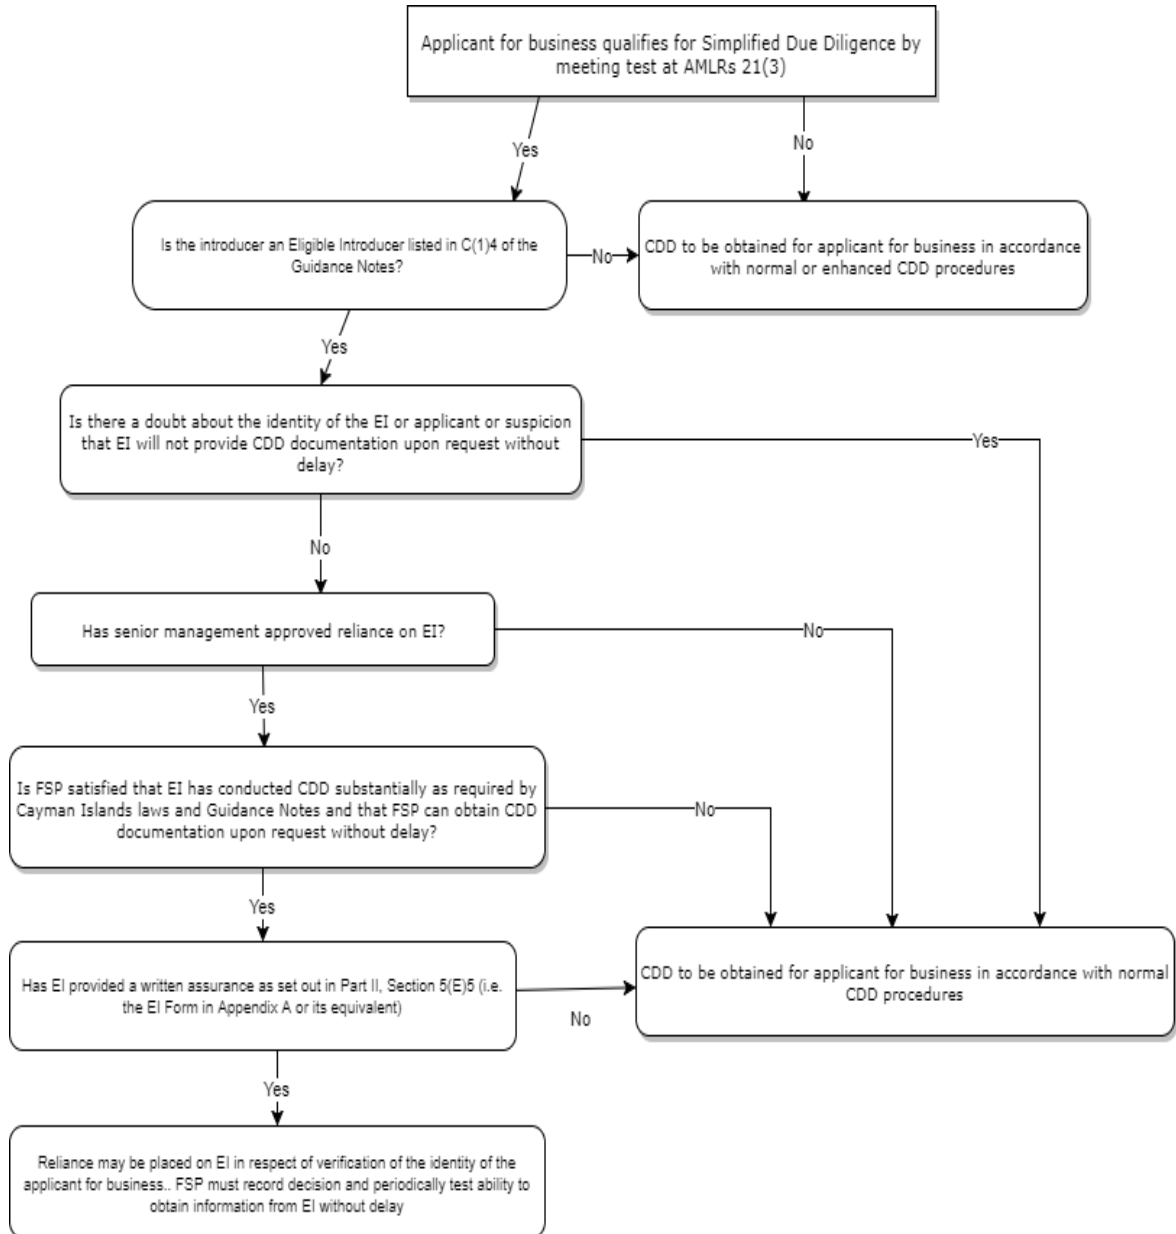 Applicant for business qualifies for Simplified Due Diligence by
meeting test at AMLRs 21(3)
Yes
No
Is the introducer an Eligible Introducer listed in C(1)4 of the
Guidance Notes?
No
CDD to be obtained for applicant for business in accordance
with normal or enhanced CDD procedures
Yes
Is there a doubt about the identity of the EI or applicant or suspicion
that EI will not provide CDD documentation upon request without
delay?
Yes
No
Has senior management approved reliance on EI?
No
Yes
Is FSP satisfied that EI has conducted CDD substantially as required by
Cayman Islands laws and Guidance Notes and that FSP can obtain CDD
documentation upon request without delay?
No
Yes
Has EI provided a written assurance as set out in Part II, Section 5(E)5 (i.e.
the EI Form in Appendix A or its equivalent)
No
CDD to be obtained for applicant for business in accordance with normal
CDD procedures
Yes
Reliance may be placed on EI in respect of verification of the identity of the
applicant for business.. FSP must record decision and periodically test ability to
obtain information from EI without delay